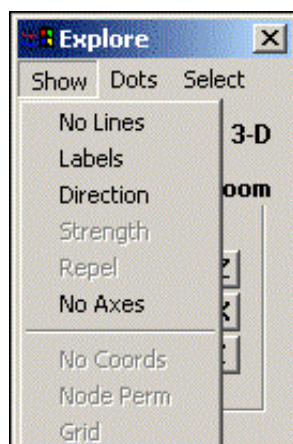 Explore
Show Dots Select
No Lines
3-D
Labels
Direction
oom
Strength
Repel
Z
No Axes
X
No Coords
Node Perm
Grid